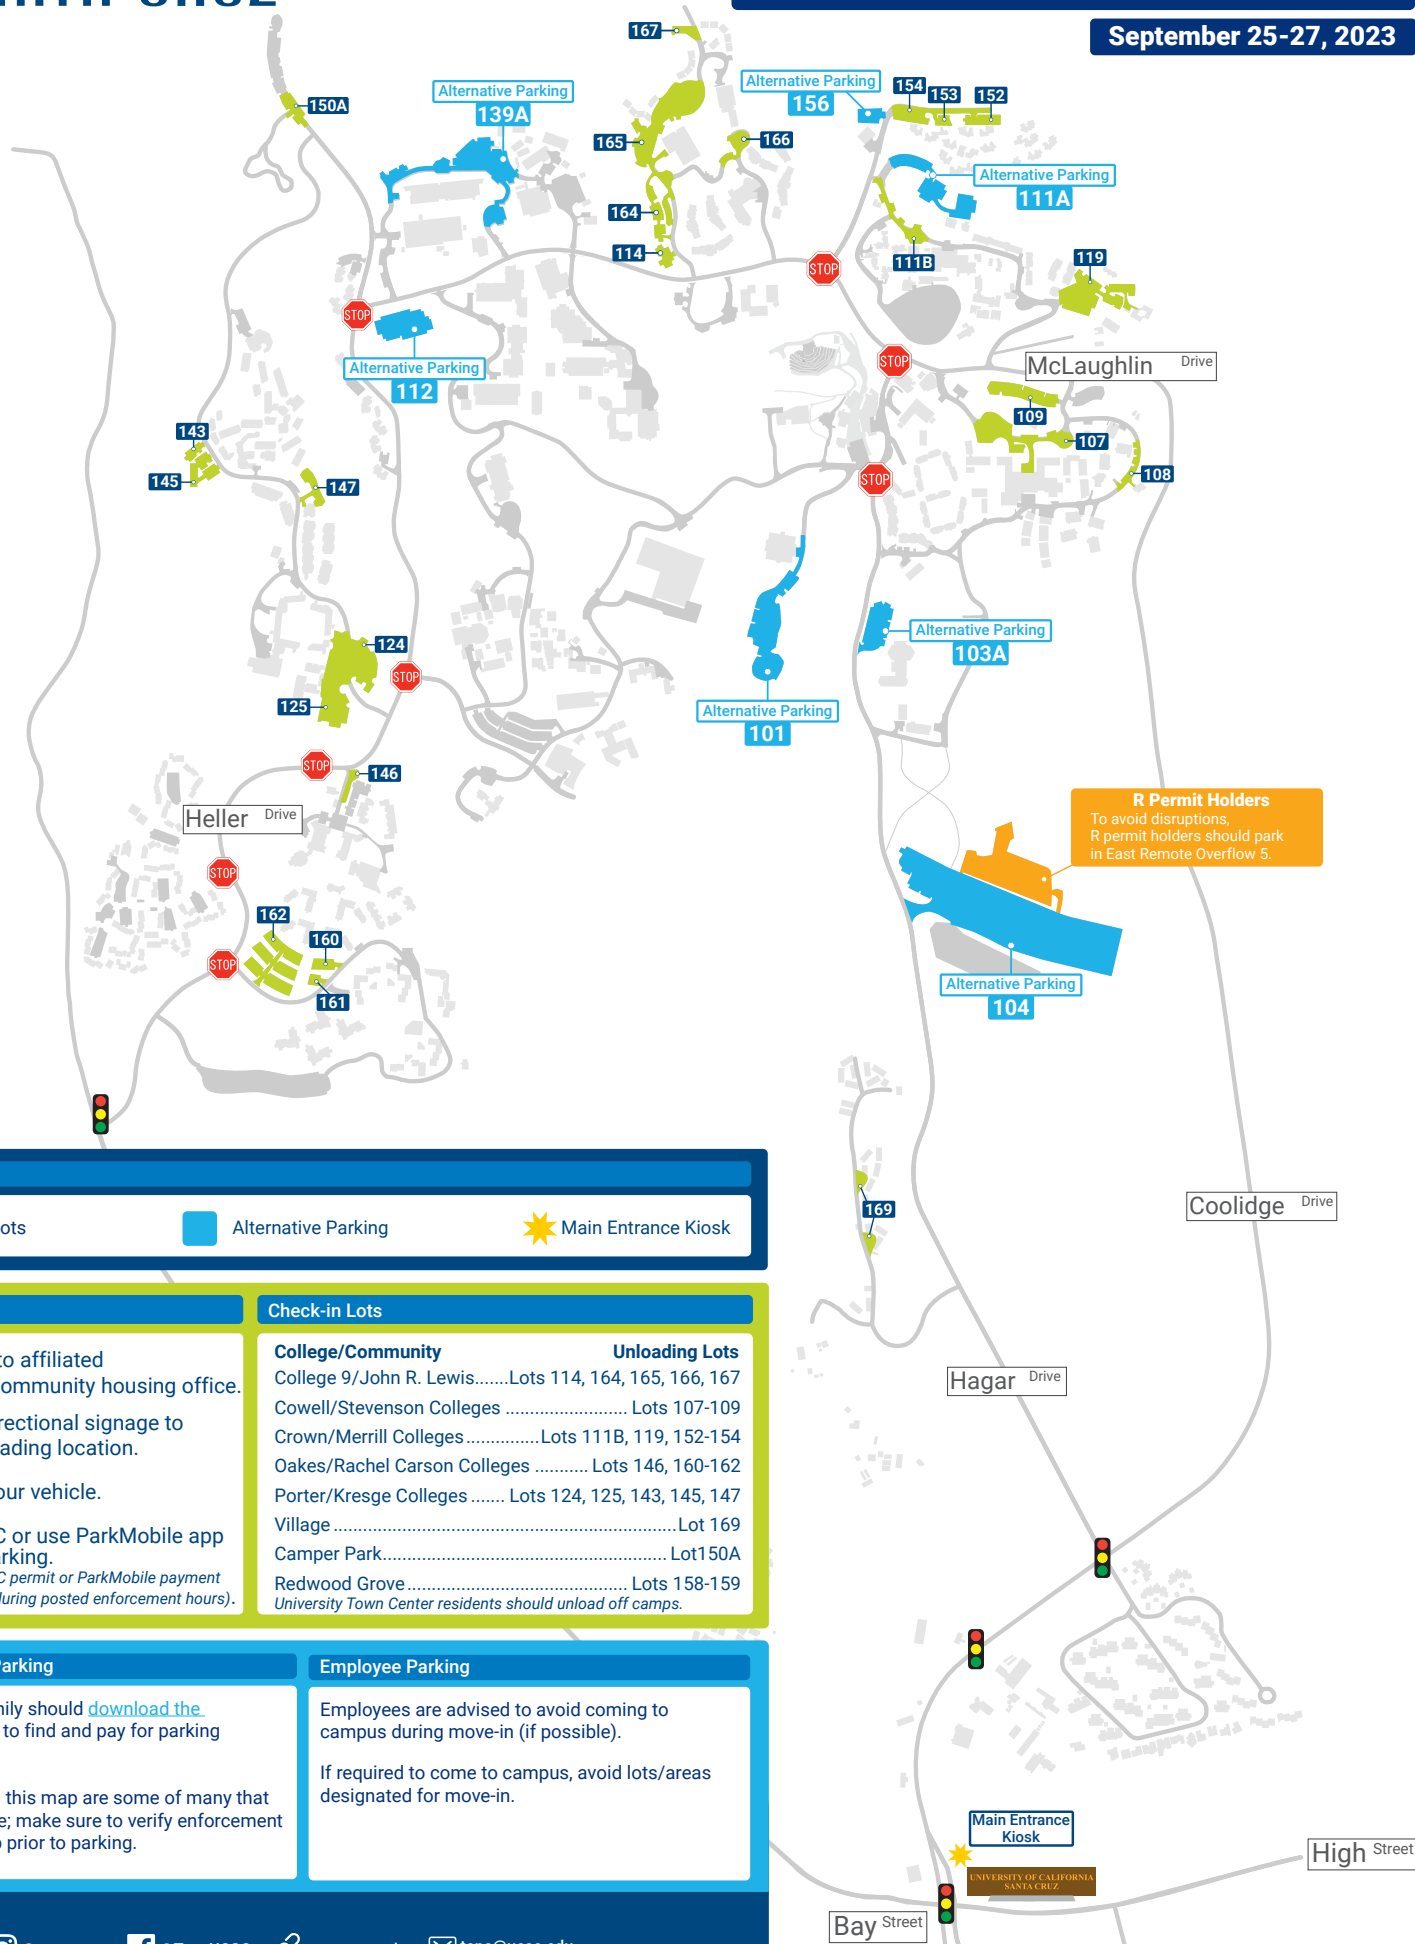 September 25-27, 2023
167
Alternative Parking
156
154
153
152
150A
Alternative Parking
139A
165
166
Alternative Parking
111A
164
114
111B
119
STOP
STOP
STOP
McLaughlin Drive
Alternative Parking
112
109
107
108
143
145
147
STOP
124
Alternative Parking
103A
STOP
125
Alternative Parking
101
STOP
146
Heller Drive
R Permit Holders
To avoid disruptions,
R permit holders should park
in East Remote Overflow 5.
STOP
162
160
STOP
161
Alternative Parking
104
169
Coolidge Drive
ots
Alternative Parking
Main Entrance Kiosk
to affiliated
ommunity housing office.
rectional signage to
ading location.
our vehicle.
C or use ParkMobile app
arking.
C permit or ParkMobile payment
during posted enforcement hours).
Check-in Lots
College/Community Unloading Lots
College 9/John R. Lewis.......Lots 114, 164, 165, 166, 167
Cowell/Stevenson Colleges ......................... Lots 107-109
Crown/Merrill Colleges...............Lots 111B, 119, 152-154
Oakes/Rachel Carson Colleges ........... Lots 146, 160-162
Porter/Kresge Colleges ....... Lots 124, 125, 143, 145, 147
Village ......................................................................Lot 169
Camper Park.......................................................... Lot150A
Redwood Grove............................................. Lots 158-159
University Town Center residents should unload off camps.
Hagar Drive
Parking
mily should download the
to find and pay for parking
this map are some of many that
e; make sure to verify enforcement
prior to parking.
Employee Parking
Employees are advised to avoid coming to
campus during move-in (if possible).
If required to come to campus, avoid lots/areas
designated for move-in.
Main Entrance
Kiosk
UNIVERSITY OF CALIFORNIA
SANTA CRUZ
High Street
Bay Street